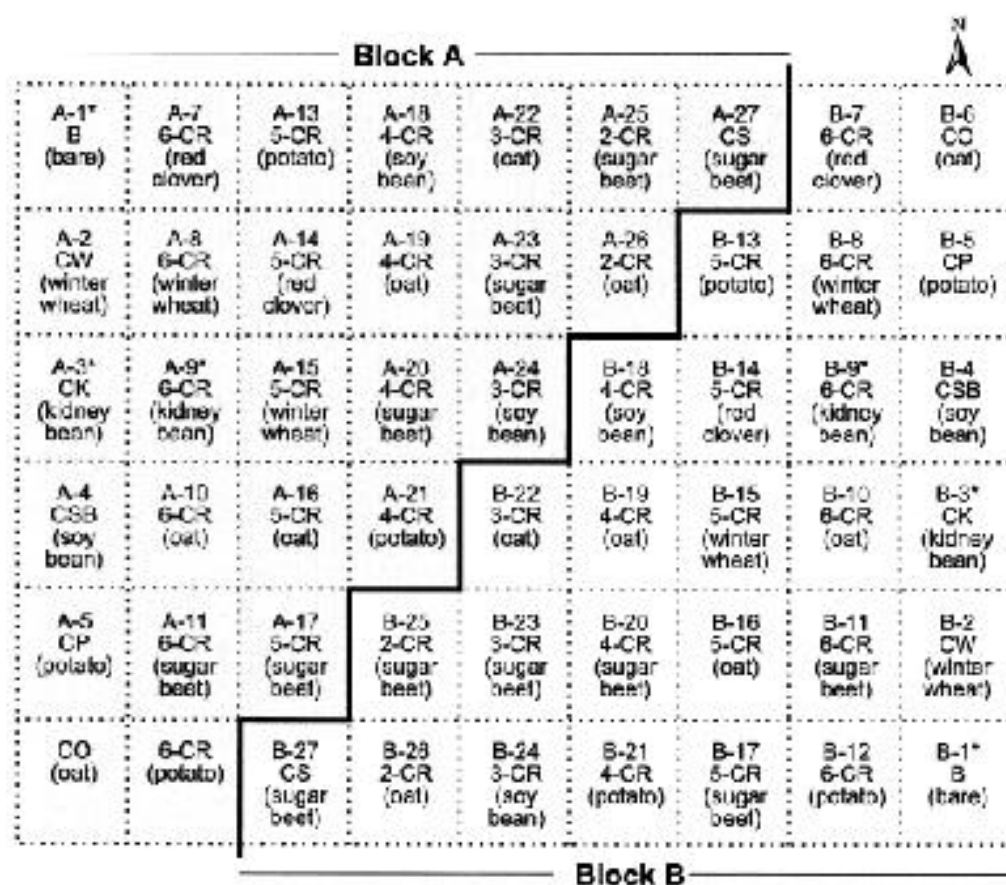 N
Block A
A-1*
B
(bare)
A-7
6-CR
(red
clover)
A-13
5-CR
(potato)
A-18
4-CR
(soy
bean)
A-22
3-CR
(oat)
A-25
2-CR
(sugar
beet)
A-27
CS
(sugar
beet)
B-7
6-CR
(red
clover)
B-6
CO
(oat)
A-2
CW
(winter
wheat)
A-8
6-CR
(winter
wheat)
A-14
5-CR
(red
clover)
A-19
4-CR
(oat)
A-23
3-CR
(sugar
beet)
A-26
2-CR
(oat)
B-13
5-CR
(potato)
B-8
6-CR
(winter
wheat)
B-5
CP
(potato)
A-3*
CK
(kidney
bean)
A-9*
6-CR
(kidney
bean)
A-15
5-CR
(winter
wheat)
A-20
4-CR
(sugar
beet)
A-24
3-CR
(soy
bean)
B-18
4-CR
(soy
bean)
B-14
5-CR
(red
clover)
B-9*
6-CR
(kidney
bean)
B-4
CSB
(soy
bean)
A-4
CSB
(soy
bean)
A-10
6-CR
(oat)
A-16
5-CR
(oat)
A-21
4-CR
(potato)
B-22
3-CR
(oat)
B-19
4-CR
(oat)
B-15
5-CR
(winter
wheat)
B-10
6-CR
(oat)
B-3*
CK
(kidney
bean)
A-5
CP
(potato)
A-11
6-CR
(sugar
beet)
A-17
5-CR
(sugar
beet)
B-25
2-CR
(sugar
beet)
B-23
3-CR
(sugar
beet)
B-20
4-CR
(sugar
beet)
B-16
5-CR
(oat)
B-11
6-CR
(sugar
beet)
B-2
CW
(winter
wheat)
CO
(oat)
6-CR
(potato)
B-27
CS
(sugar
beet)
B-26
2-CR
(oat)
B-24
3-CR
(soy
bean)
B-21
4-CR
(potato)
B-17
5-CR
(sugar
beet)
B-12
6-CR
(potato)
B-1*
B
(bare)
Block B